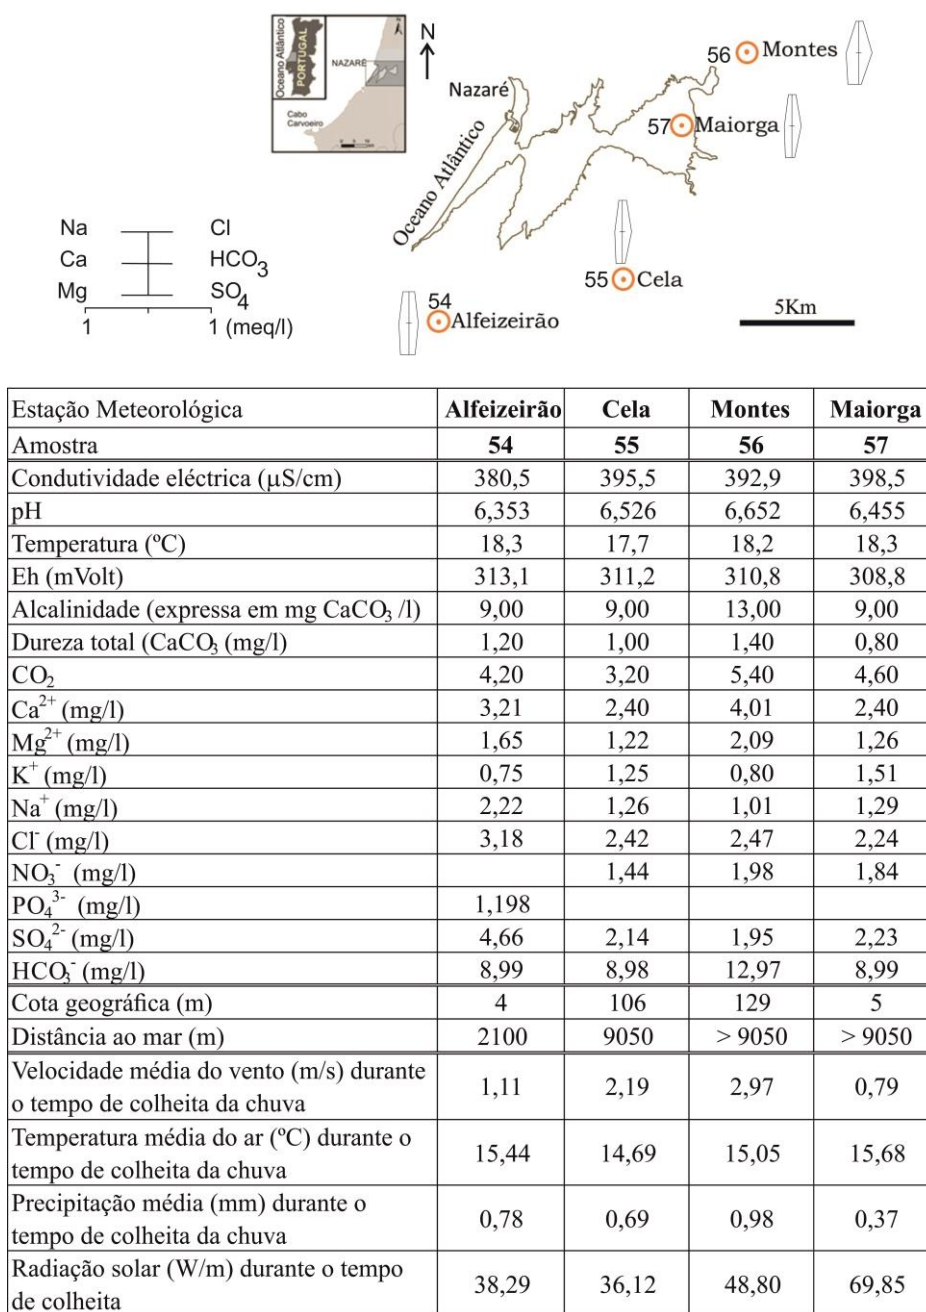 N
Oceano Atlântico
PORTUGAL
NAZARÉ
Cabo
Carvoeiro
N
Nazaré
Oceano Atlântico
56 Montes
57 Maiorga
55 Cela
54
Alfeizeirão
5Km
Na Cl
Ca HCO3
Mg SO4
1 1 (meq/l)
Estação Meteorológica Alfeizeirão Cela Montes Maiorga
Amostra 54 55 56 57
Condutividade eléctrica (µS/cm) 380,5 395,5 392,9 398,5
pH 6,353 6,526 6,652 6,455
Temperatura (ºC) 18,3 17,7 18,2 18,3
Eh (mVolt) 313,1 311,2 310,8 308,8
Alcalinidade (expressa em mg CaCO3 /l) 9,00 9,00 13,00 9,00
Dureza total (CaCO3 (mg/l) 1,20 1,00 1,40 0,80
CO2 4,20 3,20 5,40 4,60
Ca2+ (mg/l) 3,21 2,40 4,01 2,40
Mg2+ (mg/l) 1,65 1,22 2,09 1,26
K+ (mg/l) 0,75 1,25 0,80 1,51
Na+ (mg/l) 2,22 1,26 1,01 1,29
Cl- (mg/l) 3,18 2,42 2,47 2,24
NO3- (mg/l) 1,44 1,98 1,84
PO43- (mg/l) 1,198
SO42- (mg/l) 4,66 2,14 1,95 2,23
HCO3- (mg/l) 8,99 8,98 12,97 8,99
Cota geográfica (m) 4 106 129 5
Distância ao mar (m) 2100 9050 > 9050 > 9050
Velocidade média do vento (m/s) durante
o tempo de colheita da chuva 1,11 2,19 2,97 0,79
Temperatura média do ar (ºC) durante o
tempo de colheita da chuva 15,44 14,69 15,05 15,68
Precipitação média (mm) durante o
tempo de colheita da chuva 0,78 0,69 0,98 0,37
Radiação solar (W/m) durante o tempo
de colheita 38,29 36,12 48,80 69,85